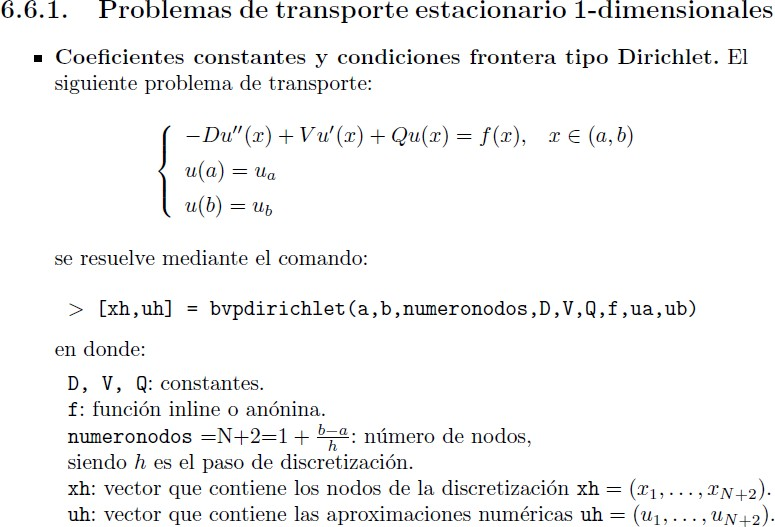 6.6.1. Problemas de transporte estacionario 1-dimensionales
▪ Coeficientes constantes y condiciones frontera tipo Dirichlet. El
siguiente problema de transporte:
−Du″(x) + Vu′(x) + Qu(x) = f(x), x ∈ (a, b)
u(a) = uₐ
u(b) = u_b
se resuelve mediante el comando:
> [xh,uh] = bvpdirichlet(a,b,numeronodos,D,V,Q,f,ua,ub)
en donde:
D, V, Q: constantes.
f: función inline o anónina.
numeronodos =N+2=1 + \frac{b−a}{h}: número de nodos,
siendo h es el paso de discretización.
xh: vector que contiene los nodos de la discretización xh = (x_1, . . . , x_{N+2}).
uh: vector que contiene las aproximaciones numéricas uh = (u_1, . . . , u_{N+2}).